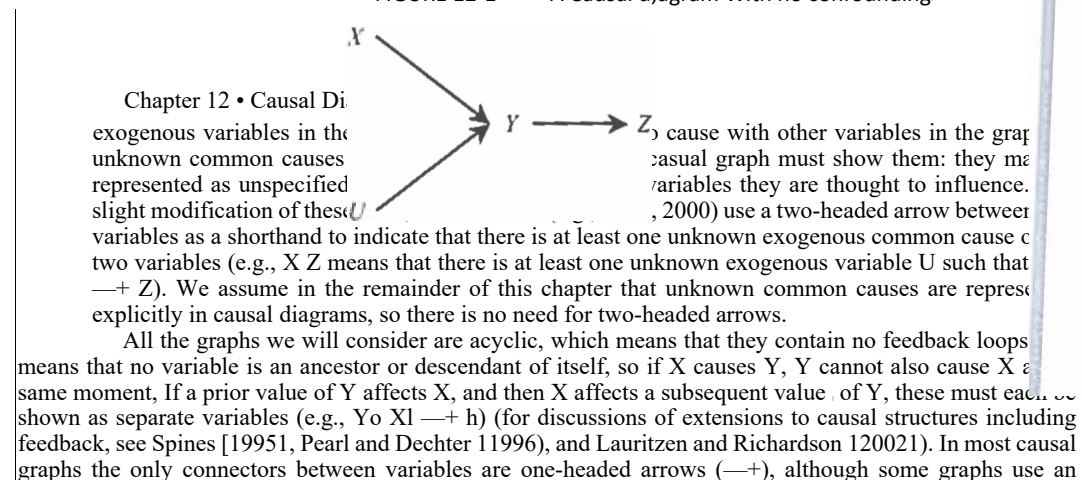 X
Y
Z
U
Chapter 12 • Causal Di
exogenous variables in the cause with other variables in the grap
unknown common causes casual graph must show them: they ma
represented as unspecified variables they are thought to influence.
slight modification of these , 2000) use a two-headed arrow between
variables as a shorthand to indicate that there is at least one unknown exogenous common cause o
two variables (e.g., X Z means that there is at least one unknown exogenous variable U such that
—+ Z). We assume in the remainder of this chapter that unknown common causes are represe
explicitly in causal diagrams, so there is no need for two-headed arrows.
All the graphs we will consider are acyclic, which means that they contain no feedback loops
means that no variable is an ancestor or descendant of itself, so if X causes Y, Y cannot also cause X a
same moment, If a prior value of Y affects X, and then X affects a subsequent value of Y, these must each be
shown as separate variables (e.g., Yo Xl —+ h) (for discussions of extensions to causal structures including
feedback, see Spines [19951, Pearl and Dechter 11996), and Lauritzen and Richardson 120021). In most causal
graphs the only connectors between variables are one-headed arrows (—+), although some graphs use an